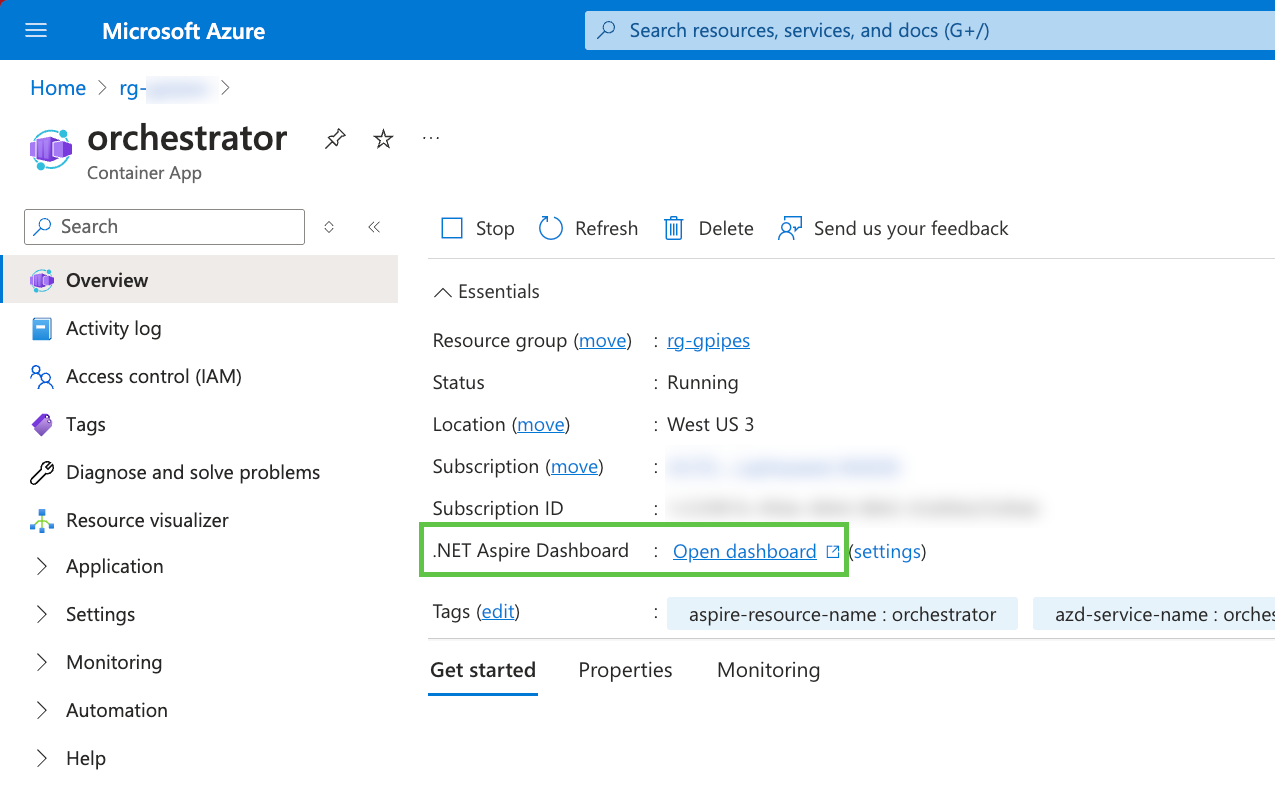 Microsoft Azure
Search resources, services, and docs (G+/)
Home > rg-
orchestrator
Container App
Search
Overview
Activity log
Access control (IAM)
Tags
Diagnose and solve problems
Resource visualizer
Application
Settings
Monitoring
Automation
Help
Stop Refresh Delete Send us your feedback
Essentials
Resource group (move) : rg-gpipes
Status : Running
Location (move) : West US 3
Subscription (move) :
Subscription ID :
.NET Aspire Dashboard : Open dashboard (settings)
Tags (edit) : aspire-resource-name : orchestrator azd-service-name : orches
Get started Properties Monitoring